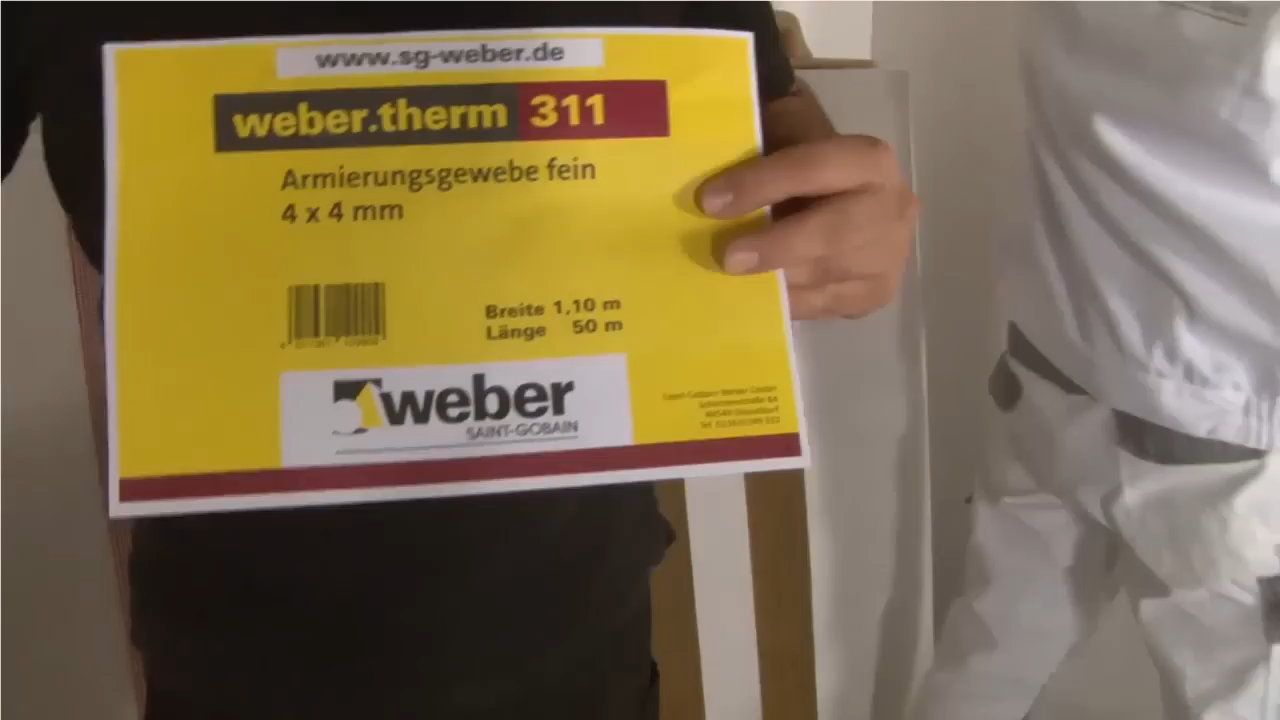 www.sg-weber.de
weber.therm 311
Armierungsgewebe fein
4 x 4 mm
Breite 1,10 m
Länge 50 m
weber
SAINT-GOBAIN